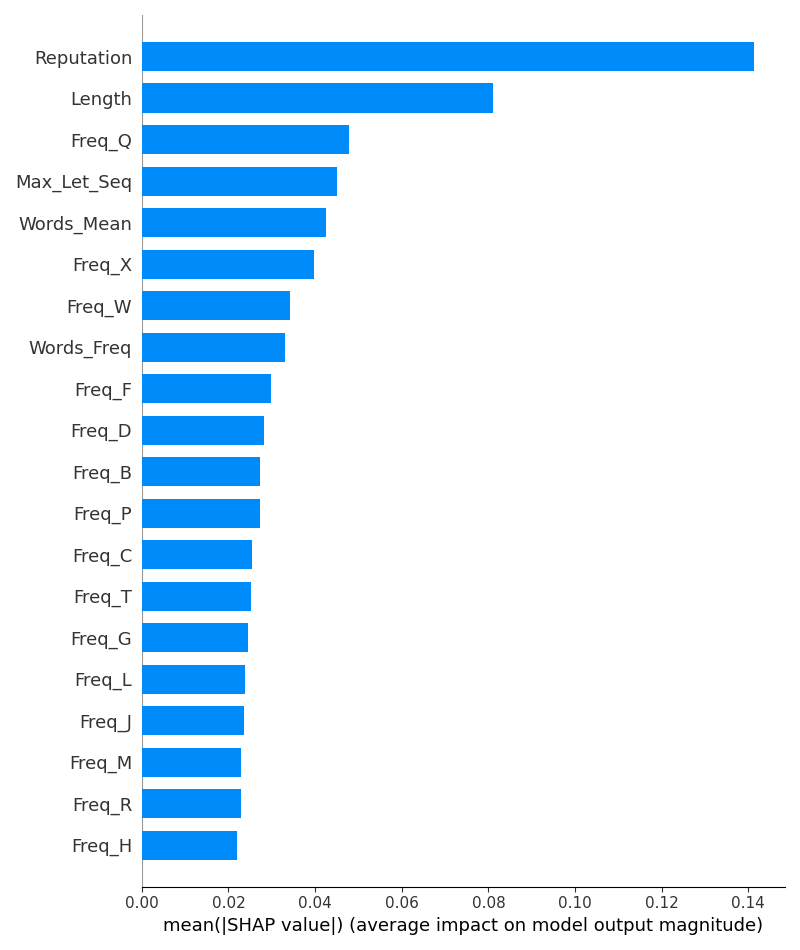 Reputation
Length
Freq_Q
Max_Let_Seq
Words_Mean
Freq_X
Freq_W
Words_Freq
Freq_F
Freq_D
Freq_B
Freq_P
Freq_C
Freq_T
Freq_G
Freq_L
Freq_J
Freq_M
Freq_R
Freq_H
0.00 0.02 0.04 0.06 0.08 0.10 0.12 0.14
mean(|SHAP value|) (average impact on model output magnitude)